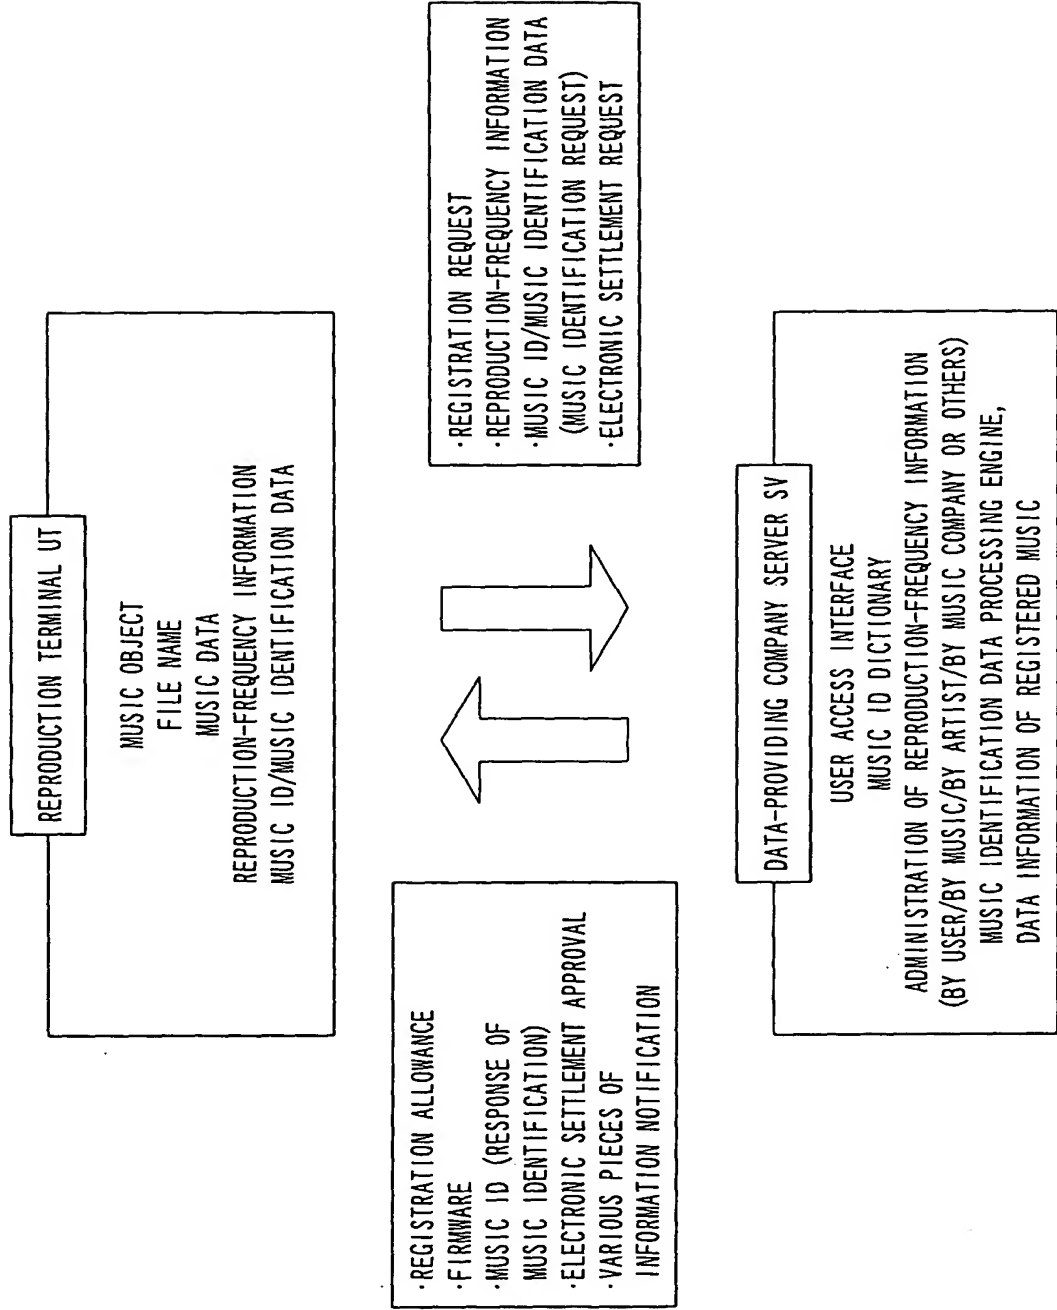 REPRODUCTION TERMINAL UT
MUSIC OBJECT
FILE NAME
MUSIC DATA
REPRODUCTION-FREQUENCY INFORMATION
MUSIC ID/MUSIC IDENTIFICATION DATA
·REGISTRATION ALLOWANCE
·FIRMWARE
·MUSIC ID (RESPONSE OF
MUSIC IDENTIFICATION)
·ELECTRONIC SETTLEMENT APPROVAL
·VARIOUS PIECES OF
INFORMATION NOTIFICATION
·REGISTRATION REQUEST
·REPRODUCTION-FREQUENCY INFORMATION
·MUSIC ID/MUSIC IDENTIFICATION DATA
(MUSIC IDENTIFICATION REQUEST)
·ELECTRONIC SETTLEMENT REQUEST
DATA-PROVIDING COMPANY SERVER SV
USER ACCESS INTERFACE
MUSIC ID DICTIONARY
ADMINISTRATION OF REPRODUCTION-FREQUENCY INFORMATION
(BY USER/BY MUSIC/BY ARTIST/BY MUSIC COMPANY OR OTHERS)
MUSIC IDENTIFICATION DATA PROCESSING ENGINE,
DATA INFORMATION OF REGISTERED MUSIC